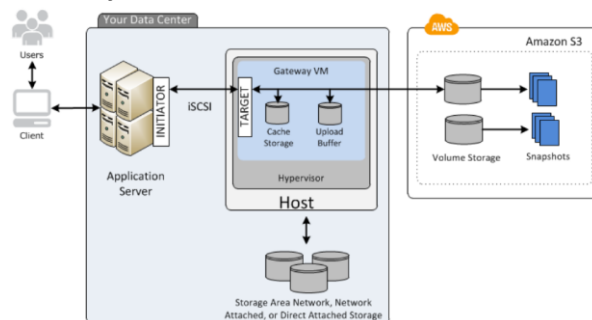 Your Data Center
AWS
Amazon S3
Users
Client
Application
Server
INITIATOR
iSCSI
TARGET
Gateway VM
Cache
Storage
Upload
Buffer
Hypervisor
Host
Volume Storage
Snapshots
Storage Area Network, Network
Attached, or Direct Attached Storage